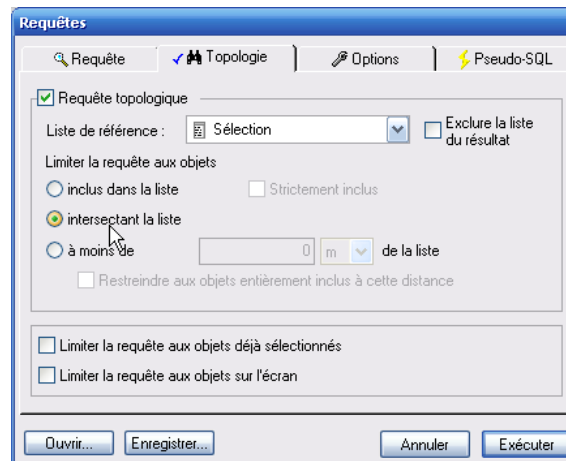 Requêtes
Requête Topologie Options Pseudo-SQL
Requête topologique
Liste de référence : Sélection Exclure la liste du résultat
Limiter la requête aux objets
inclus dans la liste Strictement inclus
intersectant la liste
à moins de 0 m de la liste
Restreindre aux objets entièrement inclus à cette distance
Limiter la requête aux objets déjà sélectionnés
Limiter la requête aux objets sur l'écran
Ouvrir... Enregistrer... Annuler Exécuter